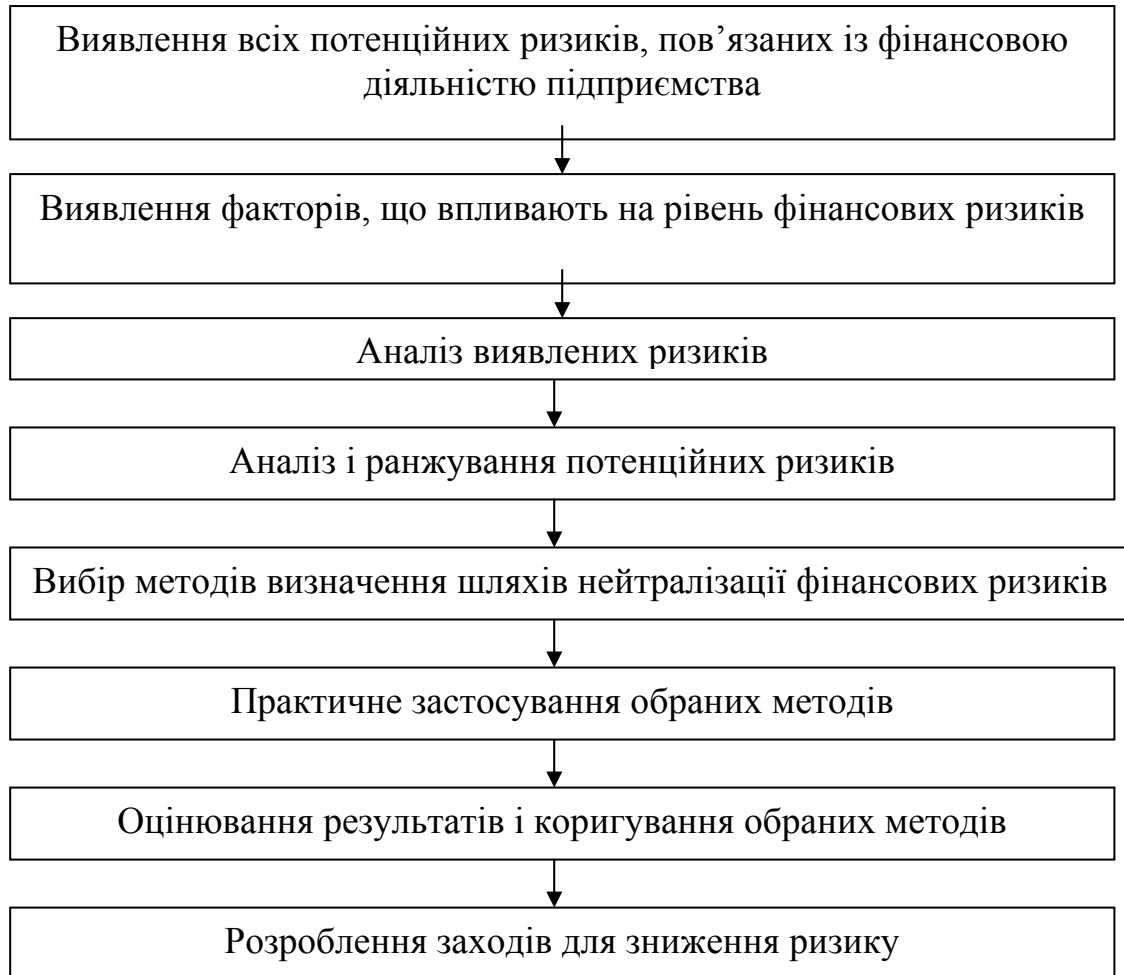 Виявлення всіх потенційних ризиків, пов’язаних із фінансовою
діяльністю підприємства
Виявлення факторів, що впливають на рівень фінансових ризиків
Аналіз виявлених ризиків
Аналіз і ранжування потенційних ризиків
Вибір методів визначення шляхів нейтралізації фінансових ризиків
Практичне застосування обраних методів
Оцінювання результатів і коригування обраних методів
Розроблення заходів для зниження ризику